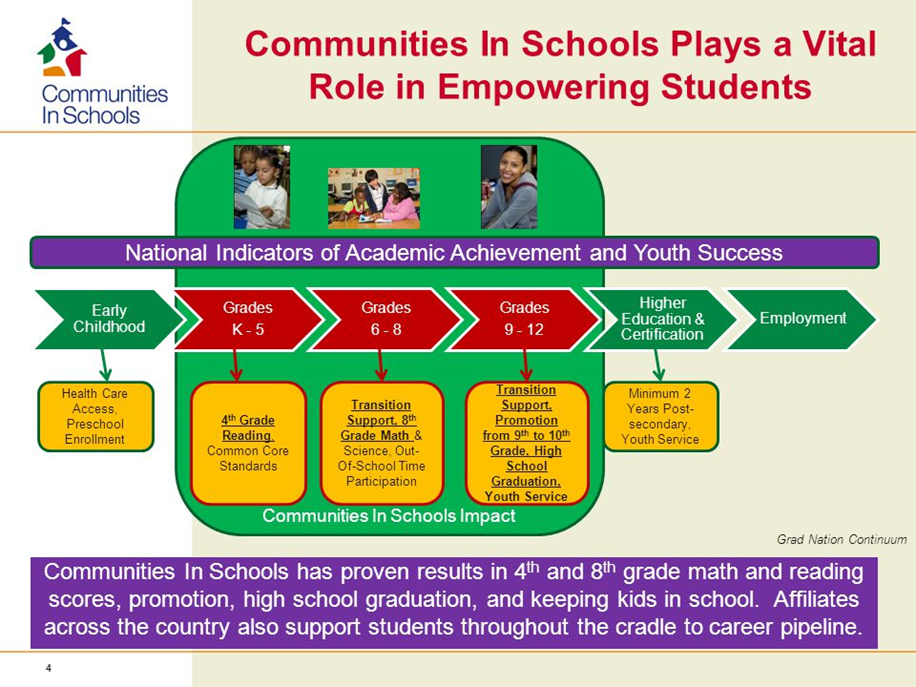 Communities
In Schools
Communities In Schools Plays a Vital
Role in Empowering Students
National Indicators of Academic Achievement and Youth Success
Early
Childhood
Grades
K - 5
Grades
6 - 8
Grades
9 - 12
Higher
Education &
Certification
Employment
Health Care
Access,
Preschool
Enrollment
4th Grade
Reading,
Common Core
Standards
Transition
Support, 8th
Grade Math &
Science, Out-
Of-School Time
Participation
Transition
Support,
Promotion
from 9th to 10th
Grade, High
School
Graduation,
Youth Service
Minimum 2
Years Post-
secondary,
Youth Service
Communities In Schools Impact
Grad Nation Continuum
Communities In Schools has proven results in 4th and 8th grade math and reading
scores, promotion, high school graduation, and keeping kids in school.  Affiliates
across the country also support students throughout the cradle to career pipeline.
4